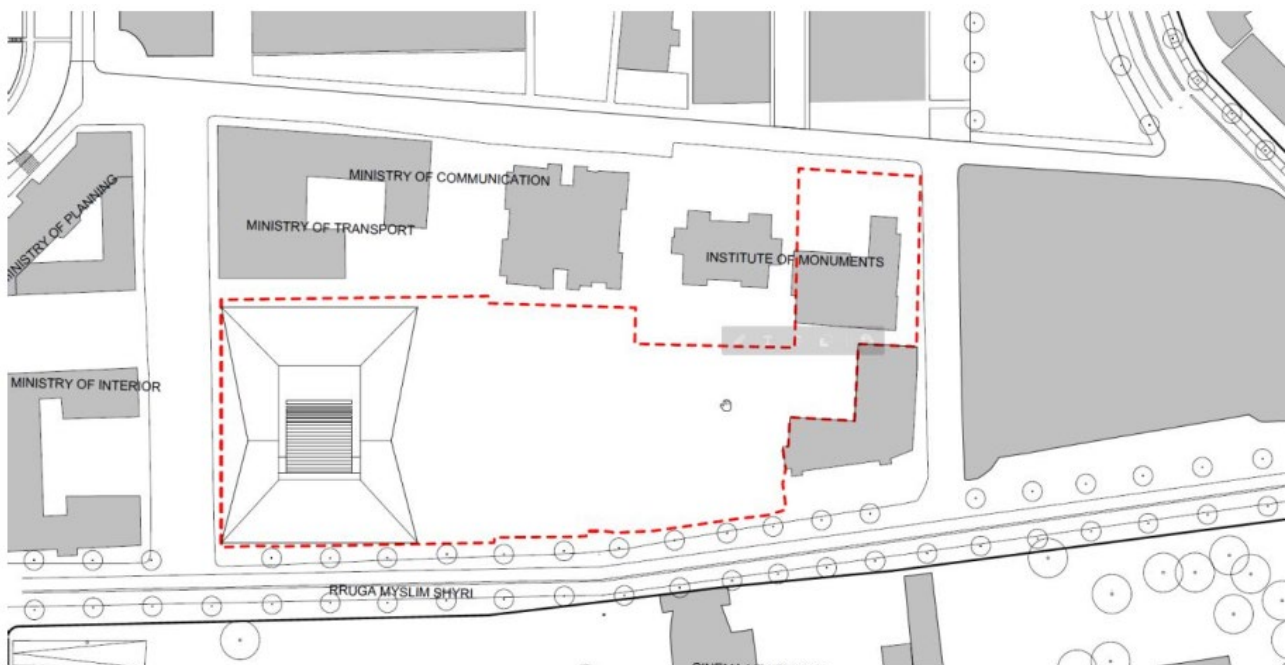 MINISTRY OF COMMUNICATION
MINISTRY OF PLANNING
MINISTRY OF TRANSPORT
INSTITUTE OF MONUMENTS
MINISTRY OF INTERIOR
RRUGA MYSLIM SHYRI